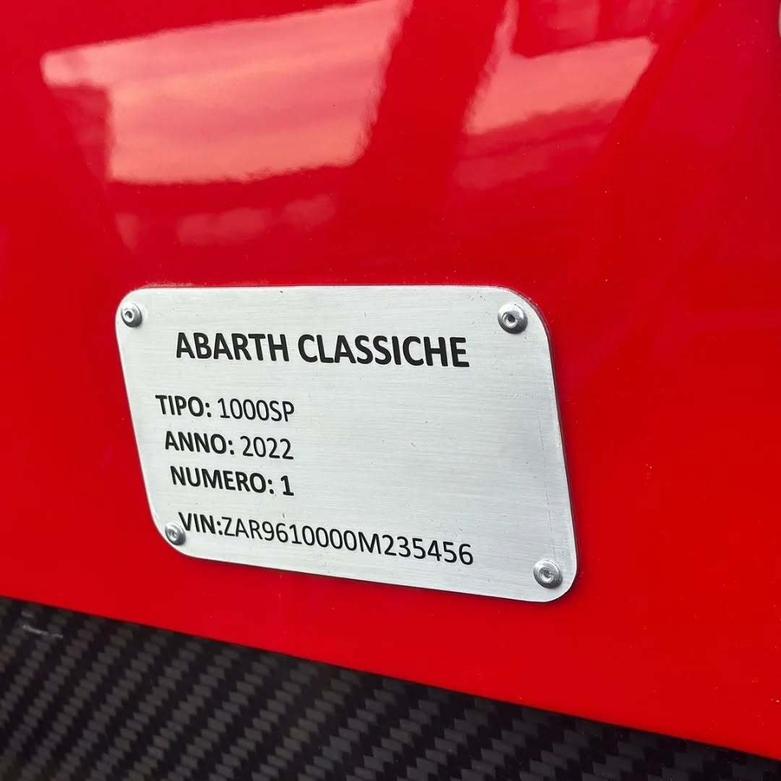 ABARTH CLASSICHE
TIPO: 1000SP
ANNO: 2022
NUMERO: 1
VIN:ZAR9610000M235456